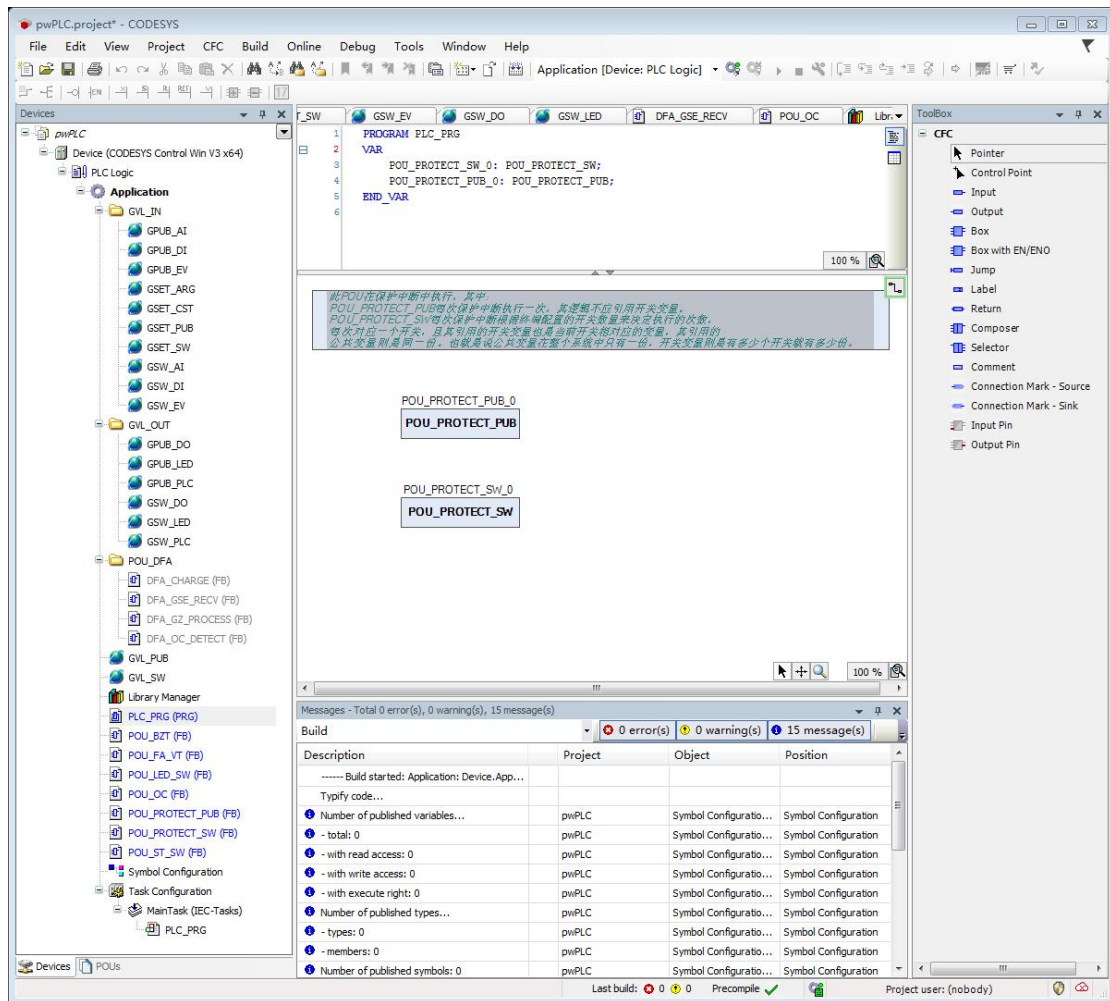 pwPLC.project* - CODESYS
File Edit View Project CFC Build Online Debug Tools Window Help
Application [Device: PLC Logic]
Devices
pwPLC
Device (CODESYS Control Win V3 x64)
PLC Logic
Application
GVL_IN
GPUB_AI
GPUB_DI
GPUB_EV
GSET_ARG
GSET_CST
GSET_PUB
GSET_SW
GSW_AI
GSW_DI
GSW_EV
GVL_OUT
GPUB_DO
GPUB_LED
GPUB_PLC
GSW_DO
GSW_LED
GSW_PLC
POU_DFA
DFA_CHARGE (FB)
DFA_GSE_RECV (FB)
DFA_GZ_PROCESS (FB)
DFA_OC_DETECT (FB)
GVL_PUB
GVL_SW
Library Manager
PLC_PRG (PRG)
POU_BZT (FB)
POU_FA_VT (FB)
POU_LED_SW (FB)
POU_OC (FB)
POU_PROTECT_PUB (FB)
POU_PROTECT_SW (FB)
POU_ST_SW (FB)
Symbol Configuration
Task Configuration
MainTask (IEC-Tasks)
PLC_PRG
Devices POUs
T_SW GSW_EV GSW_DO GSW_LED DFA_GSE_RECV POU_OC Libr
1 PROGRAM PLC_PRG
2 VAR
3 POU_PROTECT_SW_0: POU_PROTECT_SW;
4 POU_PROTECT_PUB_0: POU_PROTECT_PUB;
5 END_VAR
6
100 %
此POU在保护中断中执行，其中：
POU_PROTECT_PUB每次保护中断执行一次，其逻辑不应引用开关变量。
POU_PROTECT_SW每次保护中断根据终端配置的开关数量来决定执行的次数，
每次对应一个开关，且其引用的开关变量也是当前开关相对应的变量，其引用的
公共变量则是同一份，也就是说公共变量在整个系统中只有一份，开关变量则是有多少个开关就有多少份。
POU_PROTECT_PUB_0
POU_PROTECT_PUB
POU_PROTECT_SW_0
POU_PROTECT_SW
100 %
Messages - Total 0 error(s), 0 warning(s), 15 message(s)
Build 0 error(s) 0 warning(s) 15 message(s)
Description Project Object Position
------ Build started: Application: Device.App...
Typify code...
Number of published variables... pwPLC Symbol Configuratio... Symbol Configuration
- total: 0 pwPLC Symbol Configuratio... Symbol Configuration
- with read access: 0 pwPLC Symbol Configuratio... Symbol Configuration
- with write access: 0 pwPLC Symbol Configuratio... Symbol Configuration
- with execute right: 0 pwPLC Symbol Configuratio... Symbol Configuration
Number of published types... pwPLC Symbol Configuratio... Symbol Configuration
- types: 0 pwPLC Symbol Configuratio... Symbol Configuration
- members: 0 pwPLC Symbol Configuratio... Symbol Configuration
Number of published symbols: 0 pwPLC Symbol Configuratio... Symbol Configuration
ToolBox
CFC
Pointer
Control Point
Input
Output
Box
Box with EN/ENO
Jump
Label
Return
Composer
Selector
Comment
Connection Mark - Source
Connection Mark - Sink
Input Pin
Output Pin
Last build: 0 0 Precompile Project user: (nobody)